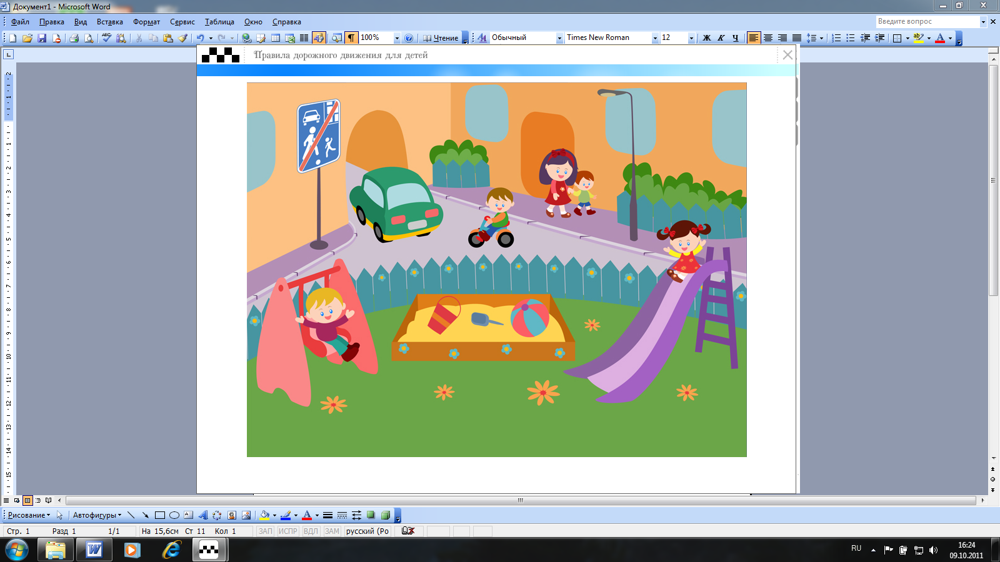 Документ1 - Microsoft Word
Файл Правка Вид Вставка Формат Сервис Таблица Окно Справка
Введите вопрос
100% Чтение Обычный Times New Roman 12 Ж К Ч
Правила дорожного движения для детей
Рисование Автофигуры
Стр. 1 Разд 1 1/1 На 15,6см Ст 11 Кол 1 ЗАП ИСПР ВДЛ ЗАМ русский (Ро
RU
16:24
09.10.2011